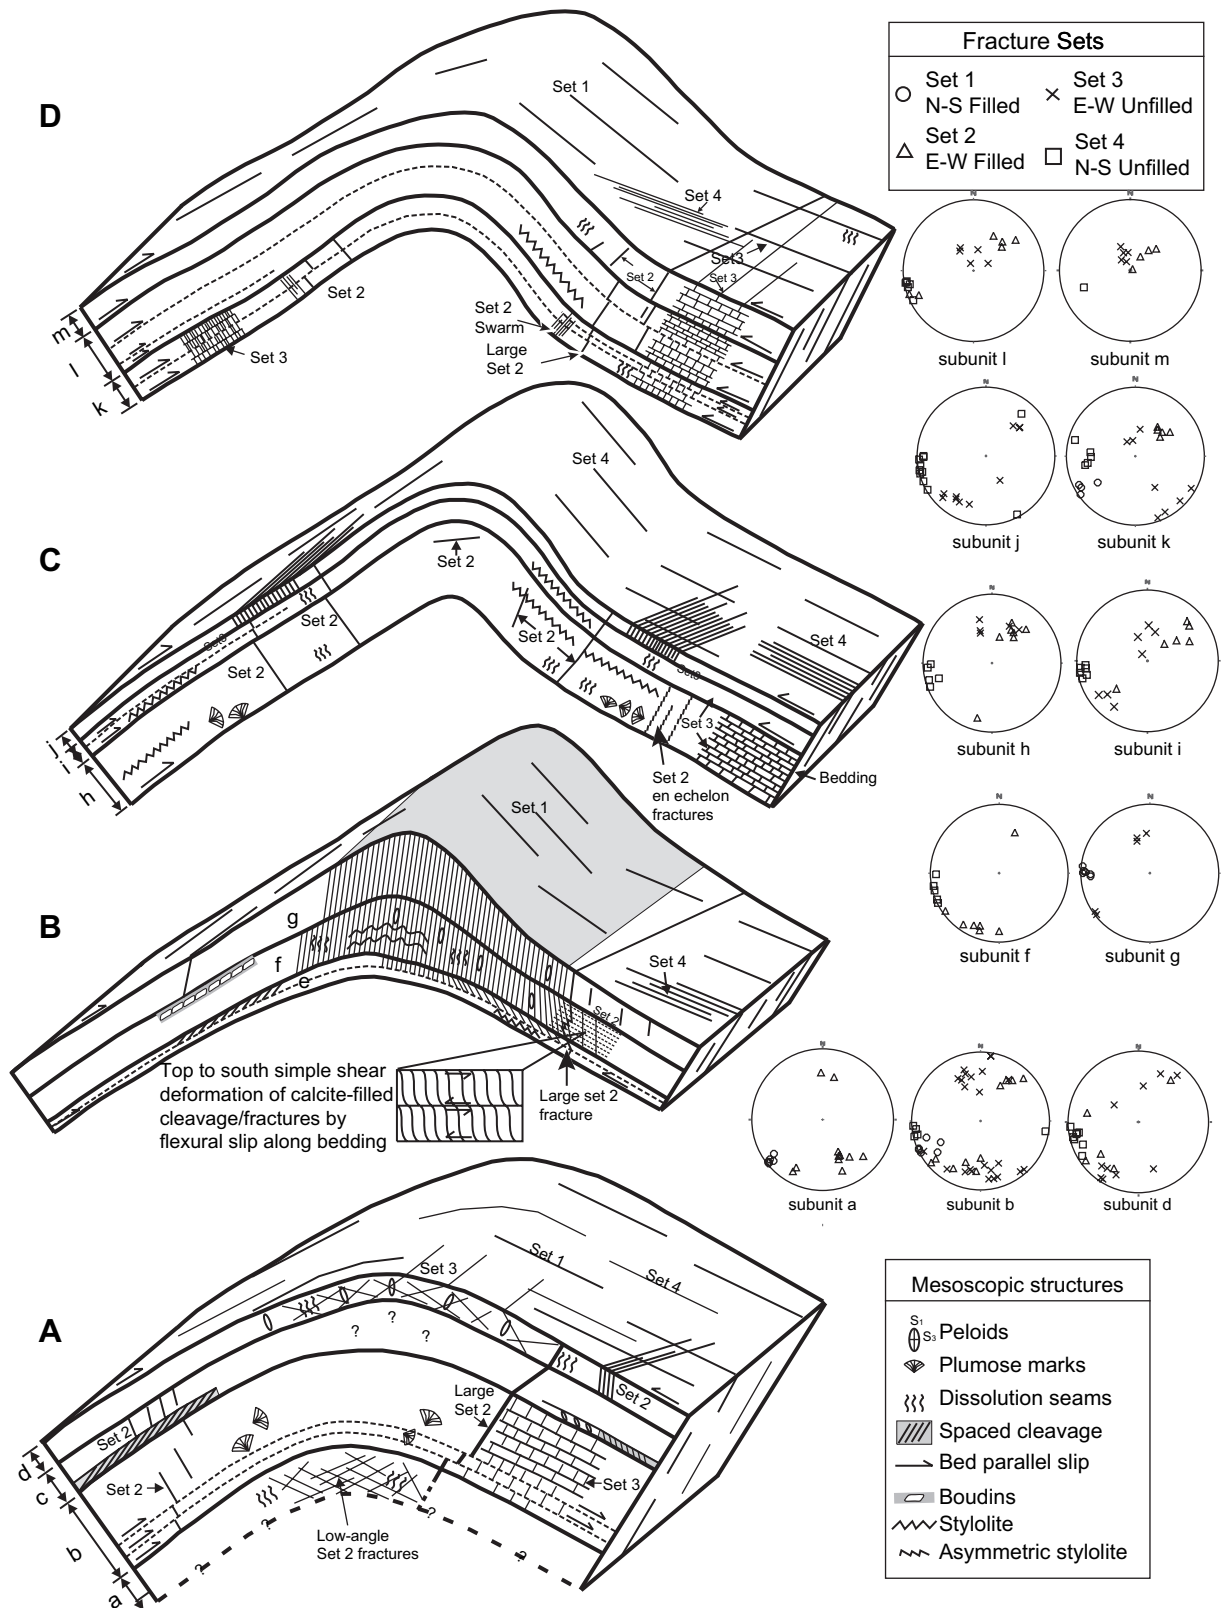 D
Set 1
Set 4
Set3
Set 2
Set 3
Set 2
Set 2
Swarm
Large
Set 2
Set 3
m
l
k
Fracture Sets
Set 1
N-S Filled
Set 3
E-W Unfilled
Set 2
E-W Filled
Set 4
N-S Unfilled
N
N
subunit l
subunit m
N
N
subunit j
subunit k
N
N
subunit h
subunit i
N
N
subunit f
subunit g
N
N
N
subunit a
subunit b
subunit d
C
Set 4
Set 2
Set 2
Set 2
Set3
Set 2
Set 4
Set3
Set 3
Bedding
Set 2
en echelon
fractures
j
i
h
B
Set 1
g
f
e
Set 4
Set 2
Top to south simple shear
deformation of calcite-filled
cleavage/fractures by
flexural slip along bedding
Large set 2
fracture
A
Set 3
Set 1
Set 4
? ? ?
Large
Set 2
Set 2
Set 2
Set 2
Set 3
Low-angle
Set 2 fractures
? ? ? ?
d
c
b
a
Mesoscopic structures
S1
S3 Peloids
Plumose marks
Dissolution seams
Spaced cleavage
Bed parallel slip
Boudins
Stylolite
Asymmetric stylolite